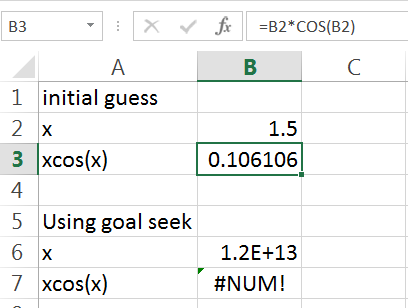 B3 fx =B2*COS(B2)
A B C
1 initial guess
2 x 1.5
3 xcos(x) 0.106106
4
5 Using goal seek
6 x 1.2E+13
7 xcos(x) #NUM!